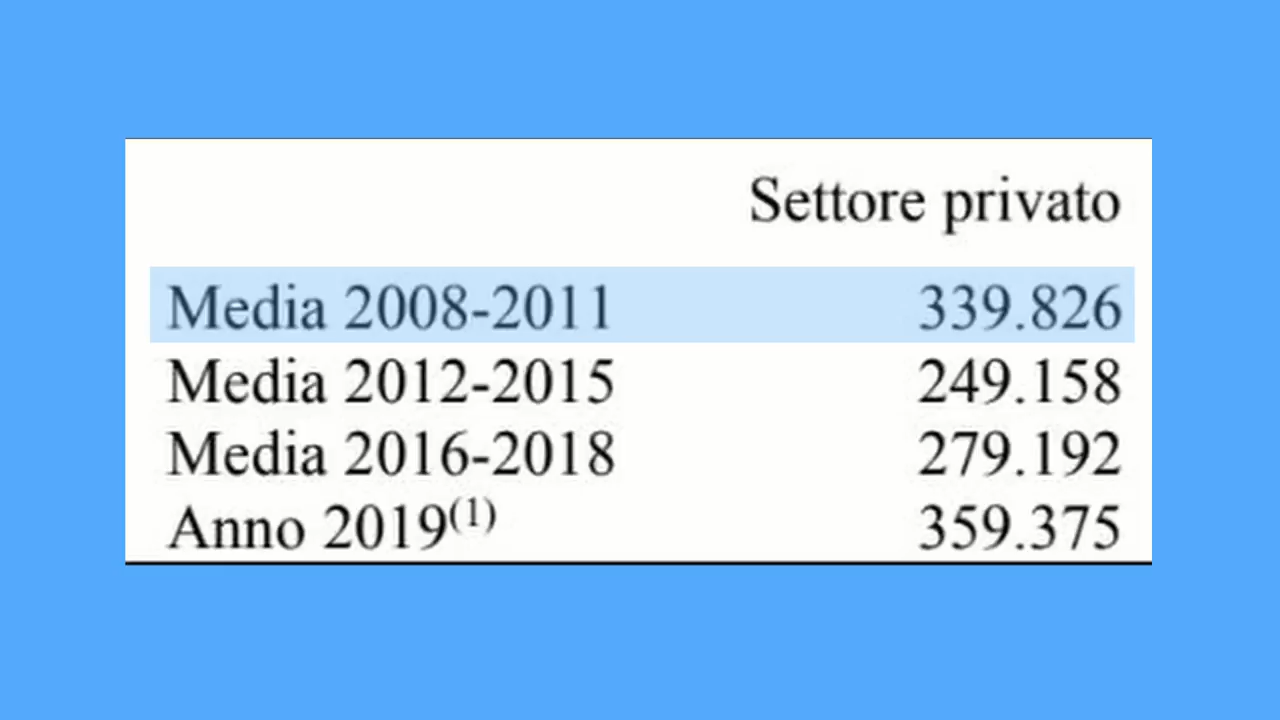 Settore privato
Media 2008-2011 339.826
Media 2012-2015 249.158
Media 2016-2018 279.192
Anno 2019(1) 359.375